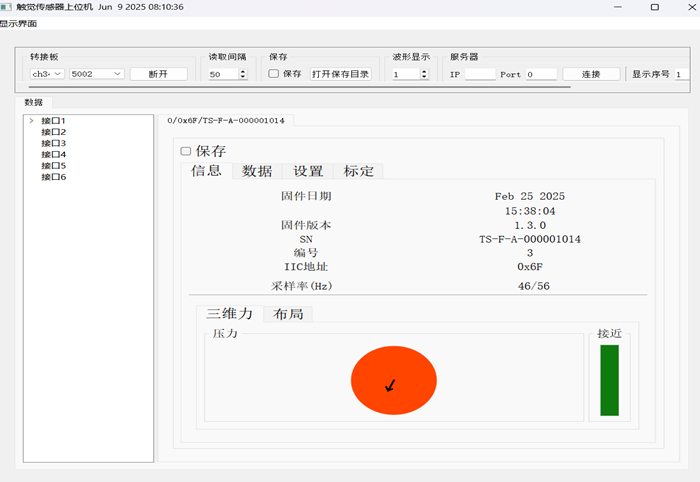 触觉传感器上位机 Jun 9 2025 08:10:36
显示界面
转接板 读取间隔 保存 波形显示 服务器
ch3 5002 断开 50 保存 打开保存目录 1 IP Port 0 连接 显示序号 1
数据
接口1
接口2
接口3
接口4
接口5
接口6
0/0x6F/TS-F-A-000001014
保存
信息 数据 设置 标定
固件日期 Feb 25 2025
15:38:04
固件版本 1.3.0
SN TS-F-A-000001014
编号 3
IIC地址 0x6F
采样率(Hz) 46/56
三维力 布局
压力 接近